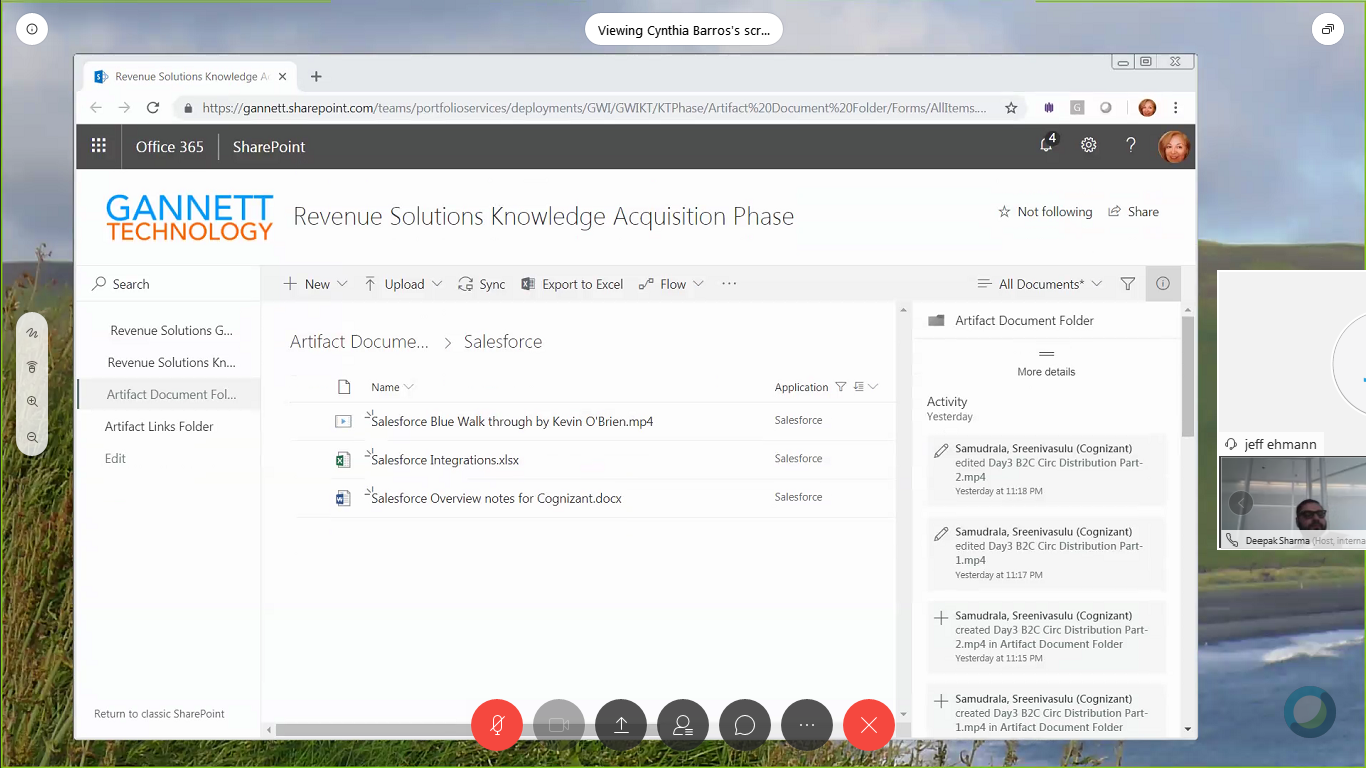 Viewing Cynthia Barros's scr...
Revenue Solutions Knowledge A
https://gannett.sharepoint.com/teams/portfolioservices/deployments/GWI/GWIKT/KTPhase/Artifact%20Document%20Folder/Forms/AllItems....
G
Office 365
SharePoint
4
?
GANNETT
TECHNOLOGY
Revenue Solutions Knowledge Acquisition Phase
Not following
Share
Search
New
Upload
Sync
Export to Excel
Flow
...
All Documents*
Revenue Solutions G...
Revenue Solutions Kn...
Artifact Document Fol...
Artifact Links Folder
Edit
Return to classic SharePoint
Artifact Docume... > Salesforce
Name
Application
Salesforce Blue Walk through by Kevin O'Brien.mp4
Salesforce
Salesforce Integrations.xlsx
Salesforce
Salesforce Overview notes for Cognizant.docx
Salesforce
Artifact Document Folder
More details
Activity
Yesterday
Samudrala, Sreenivasulu (Cognizant)
edited Day3 B2C Circ Distribution Part-
2.mp4
Yesterday at 11:18 PM
Samudrala, Sreenivasulu (Cognizant)
edited Day3 B2C Circ Distribution Part-
1.mp4
Yesterday at 11:17 PM
Samudrala, Sreenivasulu (Cognizant)
created Day3 B2C Circ Distribution Part-
2.mp4 in Artifact Document Folder
Yesterday at 11:15 PM
Samudrala, Sreenivasulu (Cognizant)
created Day3 B2C Circ Distribution Part-
1.mp4 in Artifact Document Folder
jeff ehmann
Deepak Sharma (Host, interna